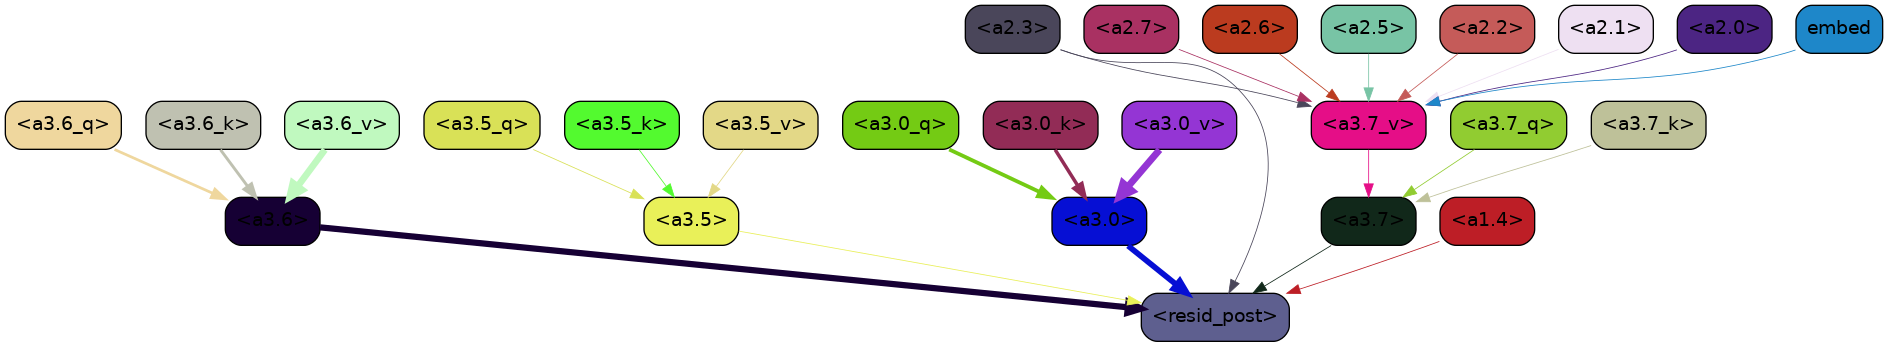 <a2.3> <a2.7> <a2.6> <a2.5> <a2.2> <a2.1> <a2.0> embed
<a3.6_q> <a3.6_k> <a3.6_v> <a3.5_q> <a3.5_k> <a3.5_v> <a3.0_q> <a3.0_k> <a3.0_v> <a3.7_v> <a3.7_q> <a3.7_k>
<a3.6> <a3.5> <a3.0> <a3.7> <a1.4>
<resid_post>